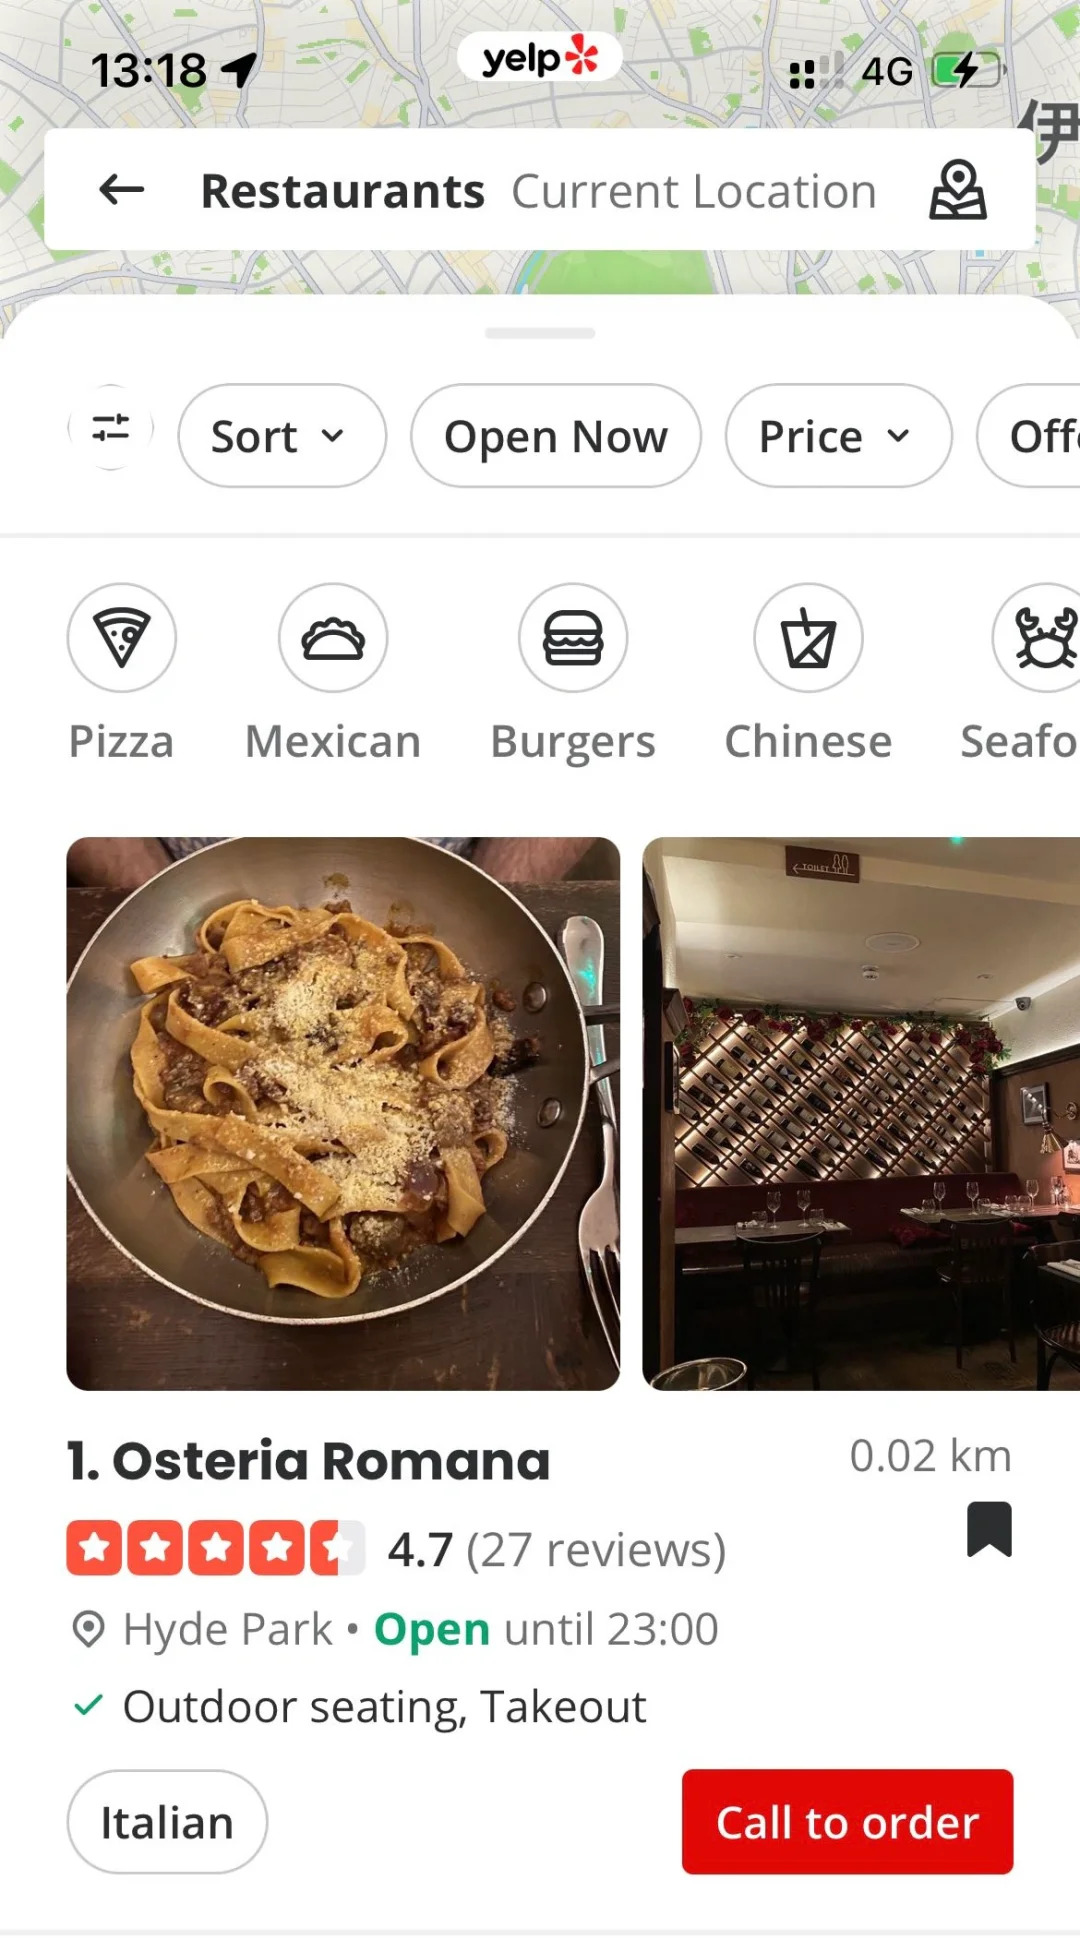 13:18
yelp
4G
伊
Restaurants Current Location
Sort
Open Now
Price
Off
Pizza
Mexican
Burgers
Chinese
Seafo
TOILET
1. Osteria Romana
0.02 km
4.7 (27 reviews)
Hyde Park • Open until 23:00
Outdoor seating, Takeout
Italian
Call to order